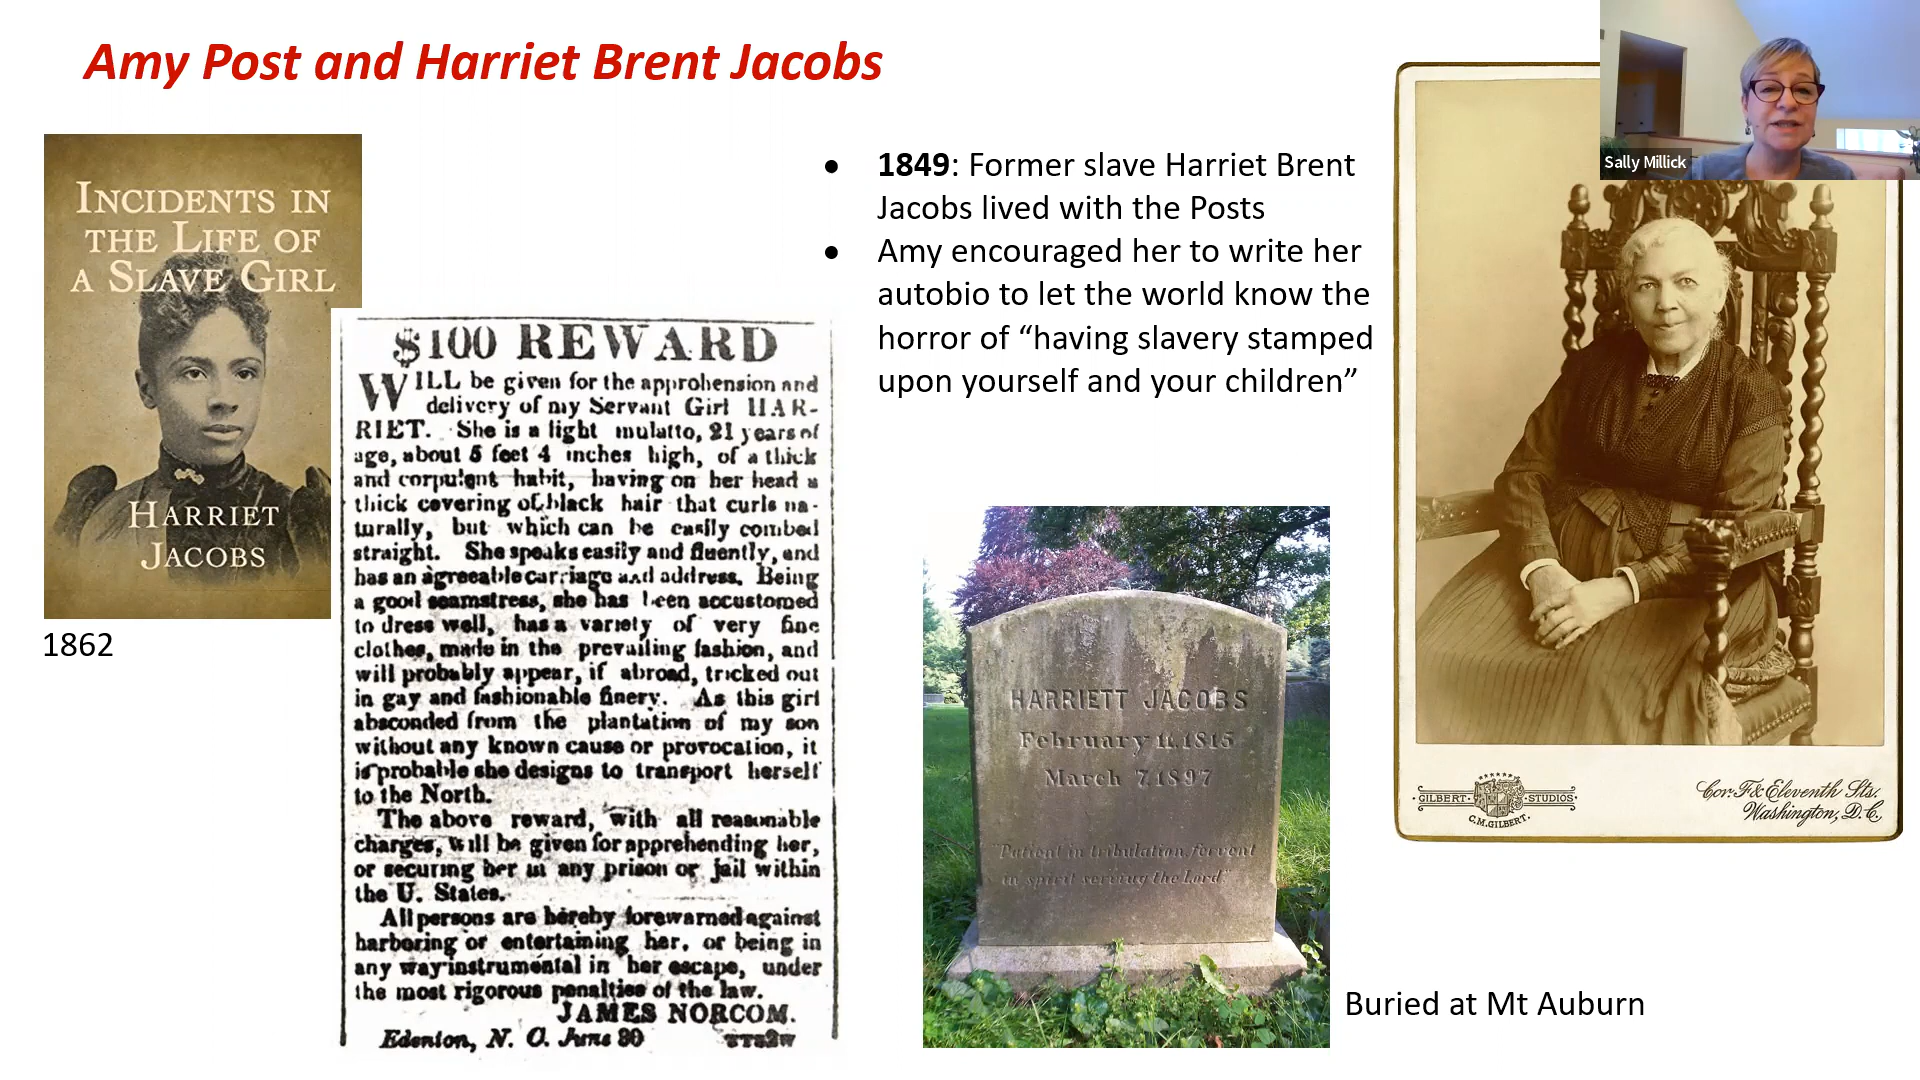 Amy Post and Harriet Brent Jacobs
Sally Millick
INCIDENTS IN
THE LIFE OF
A SLAVE GIRL
HARRIET
JACOBS
1862
$100 REWARD
WILL be given for the approhension and
delivery of my Servant Girl HAR-
RIET. She is a light mulatto, 21 years of
age, about 5 feet 4 inches high, of a thick
and corpulent habit, having on her head a
thick covering of black hair that curls na-
turally, but which can be easily combed
straight. She speaks easily and fluently, and
has an agreeable carriage and address. Being
a good seamstress, she has been accustomed
to dress well, has a variety of very fine
clothes, made in the prevailing fashion, and
will probably appear, if abroad, tricked out
in gay and fashionable finery. As this girl
absconded from the plantation of my son
without any known cause or provocation, it
is probable she designs to transport herself
to the North.
The above reward, with all reasonable
charges, will be given for apprehending her,
or securing her in any prison or jail within
the U. States.
All persons are hereby forewarned against
harboring or entertaining her, or being in
any way instrumental in her escape, under
the most rigorous penalties of the law.
JAMES NORCOM.
Edenton, N. C. June 30
• 1849: Former slave Harriet Brent
Jacobs lived with the Posts
• Amy encouraged her to write her
autobio to let the world know the
horror of “having slavery stamped
upon yourself and your children”
HARRIETT JACOBS
February 11, 1815
March 7, 1897
"Patient in tribulation, fervent
in spirit serving the Lord"
Buried at Mt Auburn
GILBERT STUDIOS
C.M. GILBERT.
Cor. F & Eleventh Sts.
Washington, D.C.